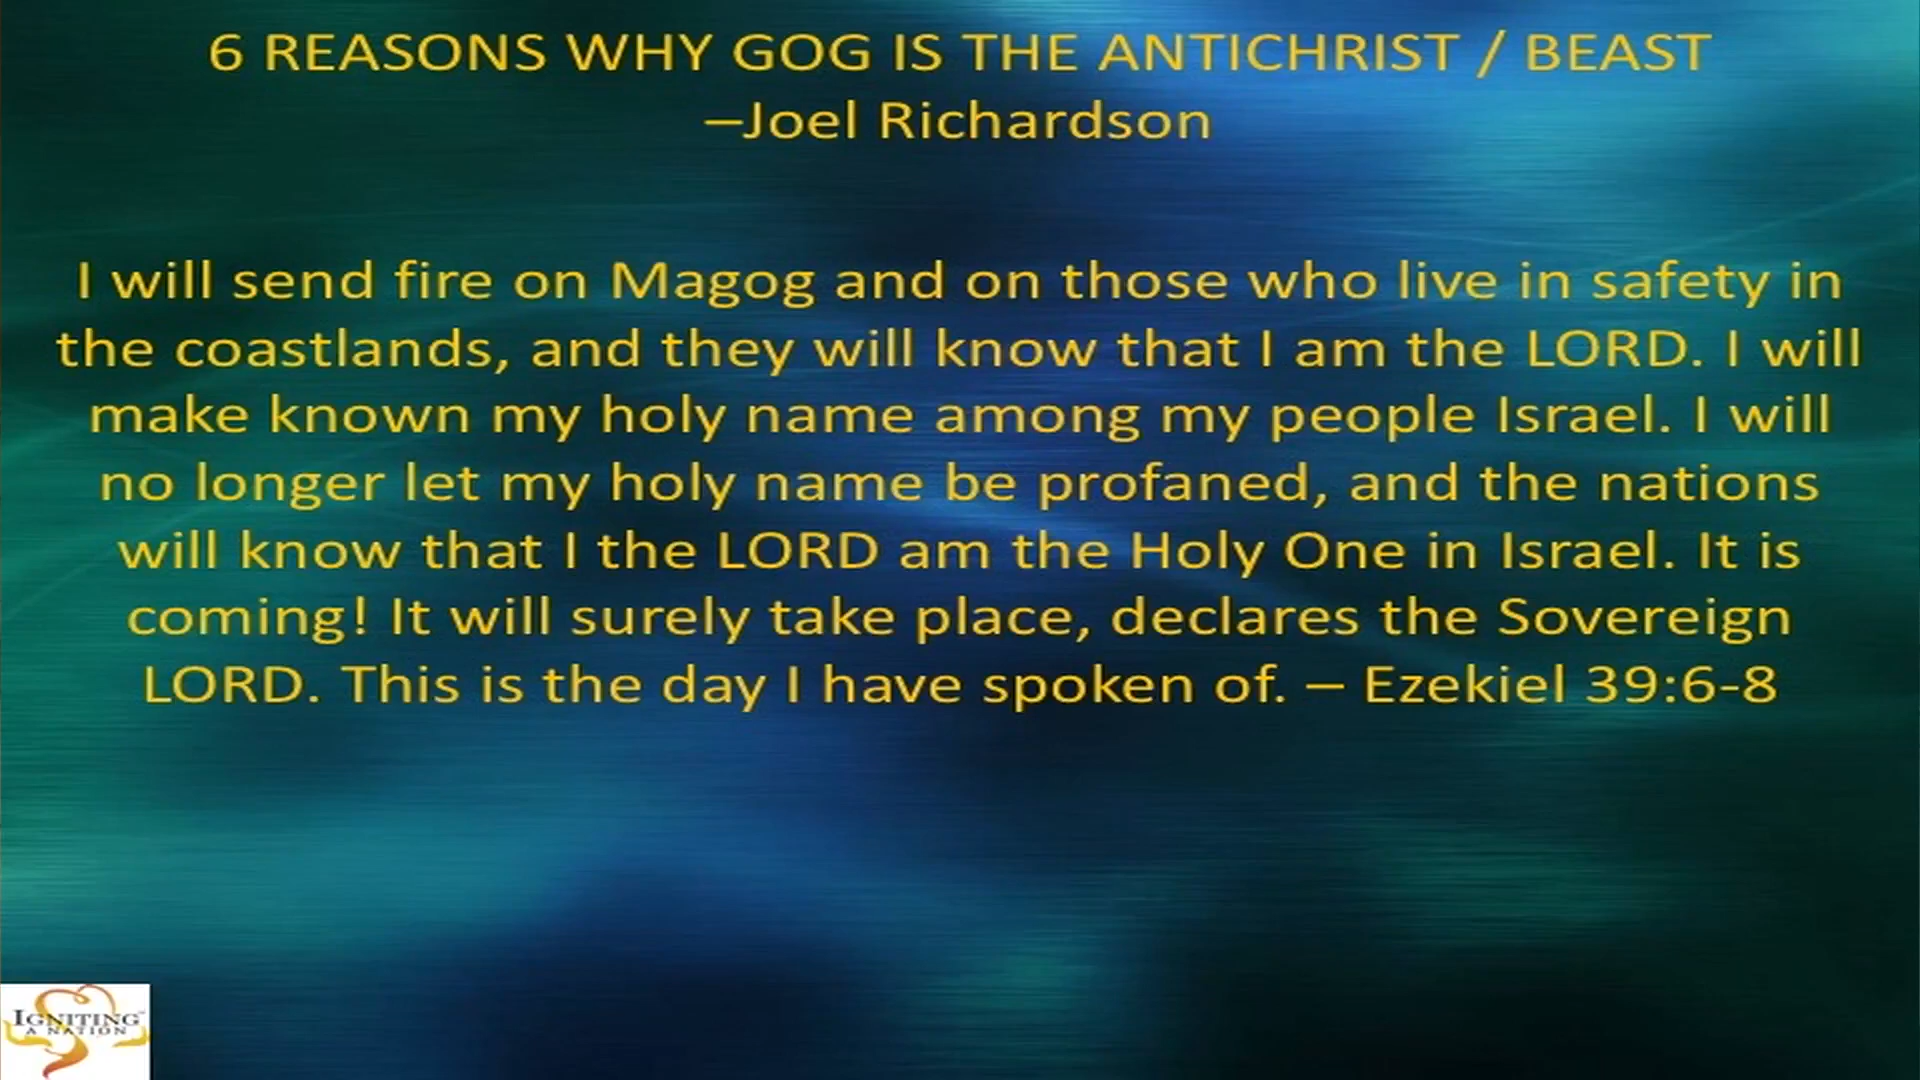 6 REASONS WHY GOG IS THE ANTICHRIST / BEAST
–Joel Richardson
I will send fire on Magog and on those who live in safety in
the coastlands, and they will know that I am the LORD. I will
make known my holy name among my people Israel. I will
no longer let my holy name be profaned, and the nations
will know that I the LORD am the Holy One in Israel. It is
coming! It will surely take place, declares the Sovereign
LORD. This is the day I have spoken of. – Ezekiel 39:6-8
IGNITING
A NATION